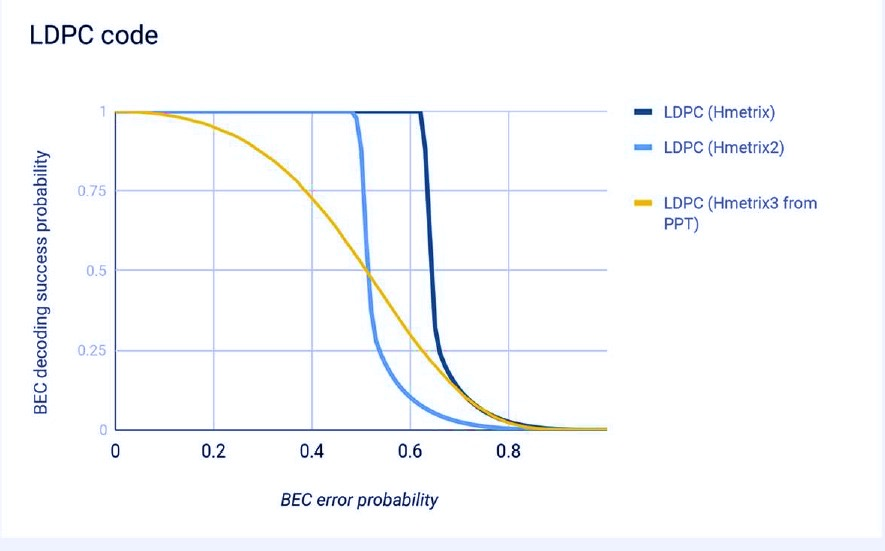 LDPC code
BEC decoding success probability
1
0.75
0.5
0.25
0
0
0.2
0.4
0.6
0.8
BEC error probability
LDPC (Hmetrix)
LDPC (Hmetrix2)
LDPC (Hmetrix3 from
PPT)